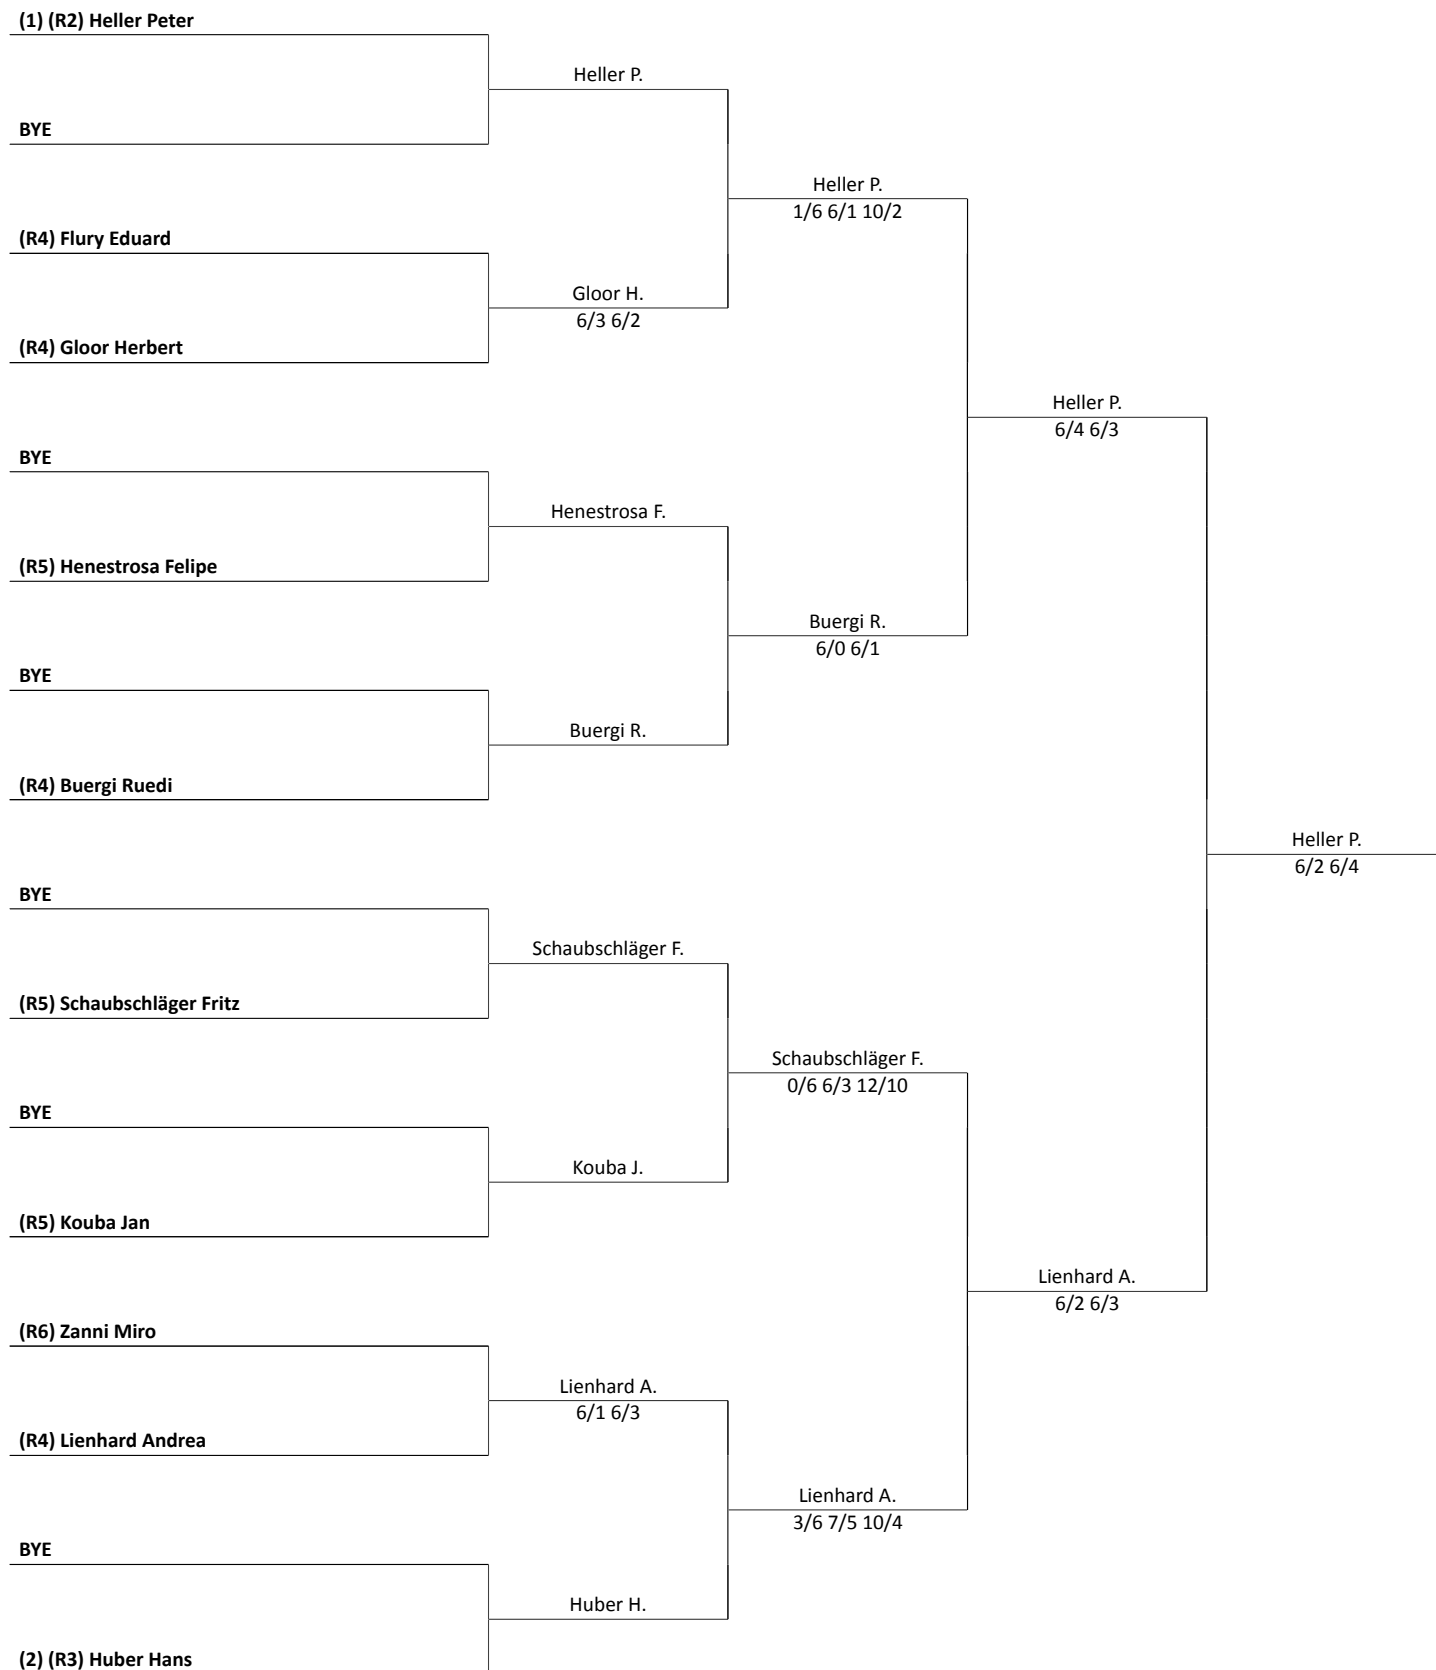 (1) (R2) Heller Peter
Heller P.
BYE
Heller P.
1/6 6/1 10/2
(R4) Flury Eduard
Gloor H.
6/3 6/2
(R4) Gloor Herbert
Heller P.
6/4 6/3
BYE
Henestrosa F.
(R5) Henestrosa Felipe
Buergi R.
6/0 6/1
BYE
Buergi R.
(R4) Buergi Ruedi
Heller P.
6/2 6/4
BYE
Schaubschläger F.
(R5) Schaubschläger Fritz
Schaubschläger F.
0/6 6/3 12/10
BYE
Kouba J.
(R5) Kouba Jan
Lienhard A.
6/2 6/3
(R6) Zanni Miro
Lienhard A.
6/1 6/3
(R4) Lienhard Andrea
Lienhard A.
3/6 7/5 10/4
BYE
Huber H.
(2) (R3) Huber Hans